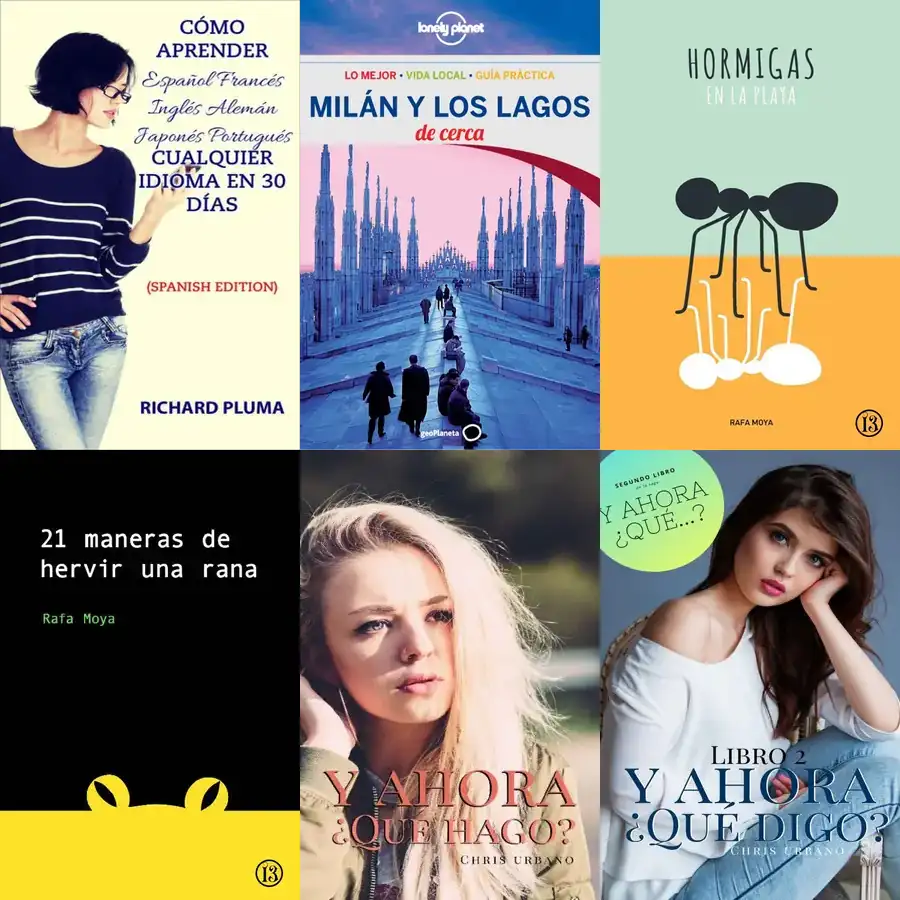 CÓMO
APRENDER
Español Francés
Inglés Alemán
Japonés Portugués
CUALQUIER
IDIOMA EN 30
DÍAS
(SPANISH EDITION)
RICHARD PLUMA
lonely planet
LO MEJOR • VIDA LOCAL • GUÍA PRÁCTICA
MILÁN Y LOS LAGOS
de cerca
geoPlaneta
HORMIGAS
EN LA PLAYA
RAFA MOYA
13
21 maneras de
hervir una rana
Rafa Moya
13
Y AHORA
¿QUÉ HAGO?
CHRIS URBANO
SEGUNDO LIBRO
de la saga
Y AHORA
¿QUÉ...?
LIBRO 2
Y AHORA
¿QUÉ DIGO?
CHRIS URBANO